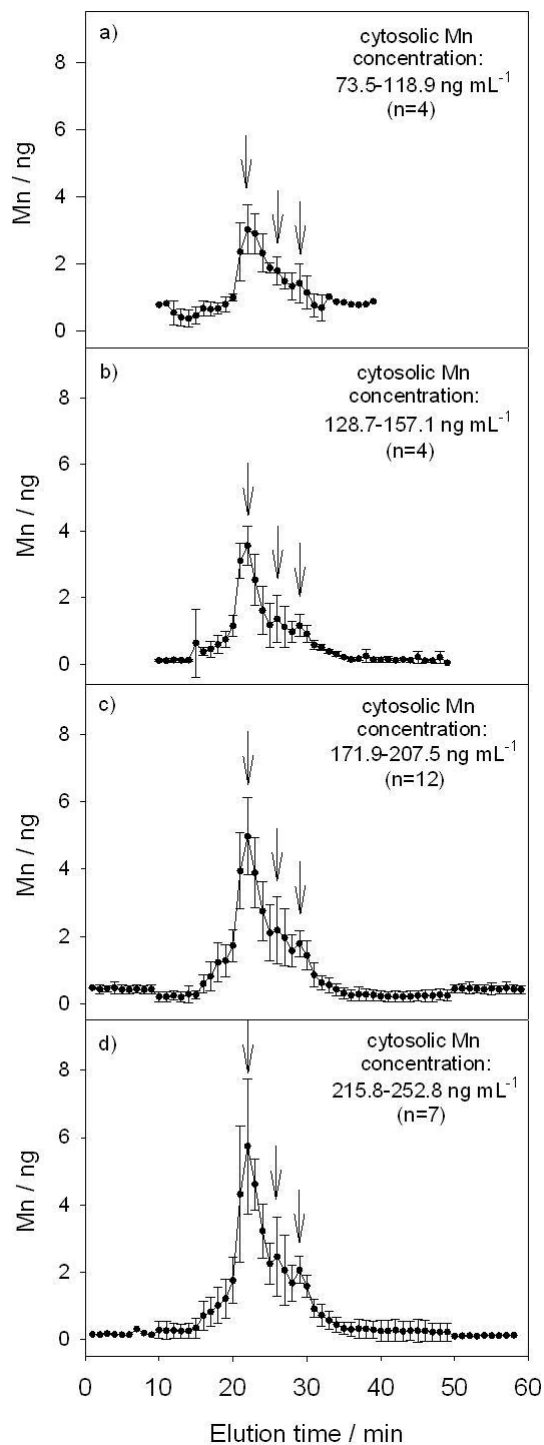 a)
cytosolic Mn
concentration:
73.5-118.9 ng mL⁻¹
(n=4)
8
6
4
2
0
Mn / ng
b)
cytosolic Mn
concentration:
128.7-157.1 ng mL⁻¹
(n=4)
8
6
4
2
0
Mn / ng
c)
cytosolic Mn
concentration:
171.9-207.5 ng mL⁻¹
(n=12)
8
6
4
2
0
Mn / ng
d)
cytosolic Mn
concentration:
215.8-252.8 ng mL⁻¹
(n=7)
8
6
4
2
0
Mn / ng
0 10 20 30 40 50 60
Elution time / min